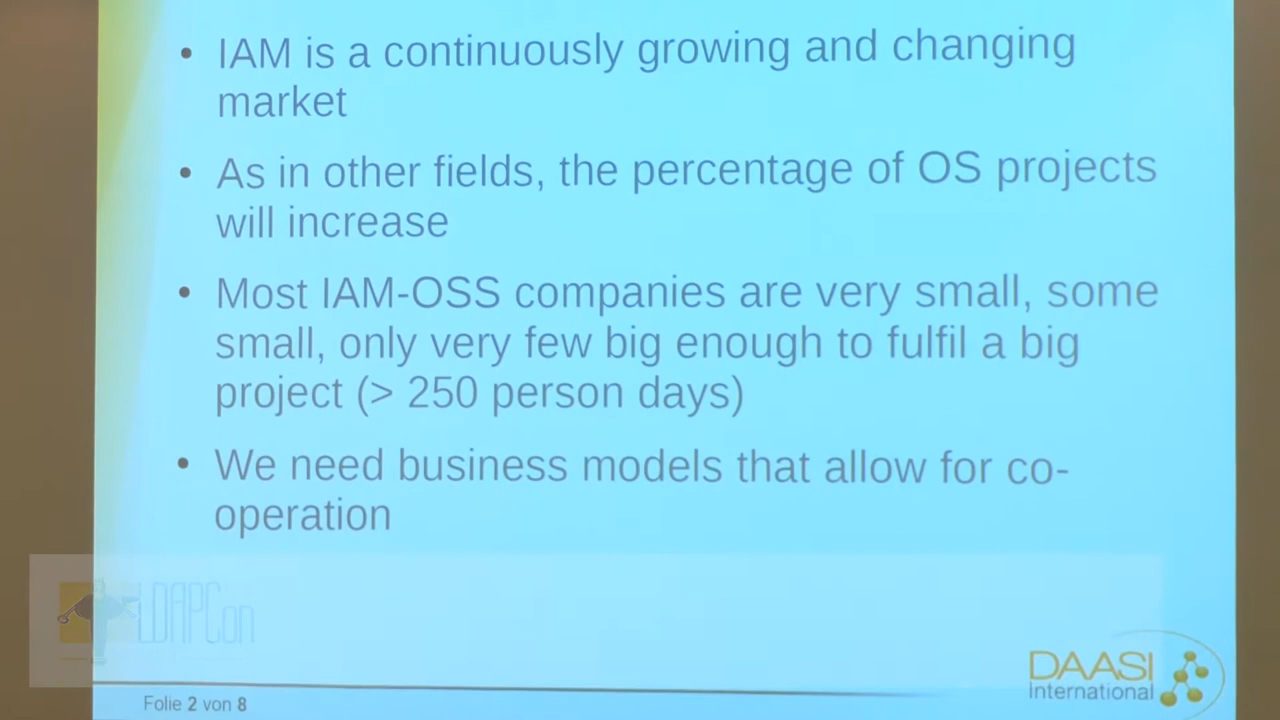 • IAM is a continuously growing and changing
market
• As in other fields, the percentage of OS projects
will increase
• Most IAM-OSS companies are very small, some
small, only very few big enough to fulfil a big
project (> 250 person days)
• We need business models that allow for co-
operation
LDAPCon
DAASI
International
Folie 2 von 8